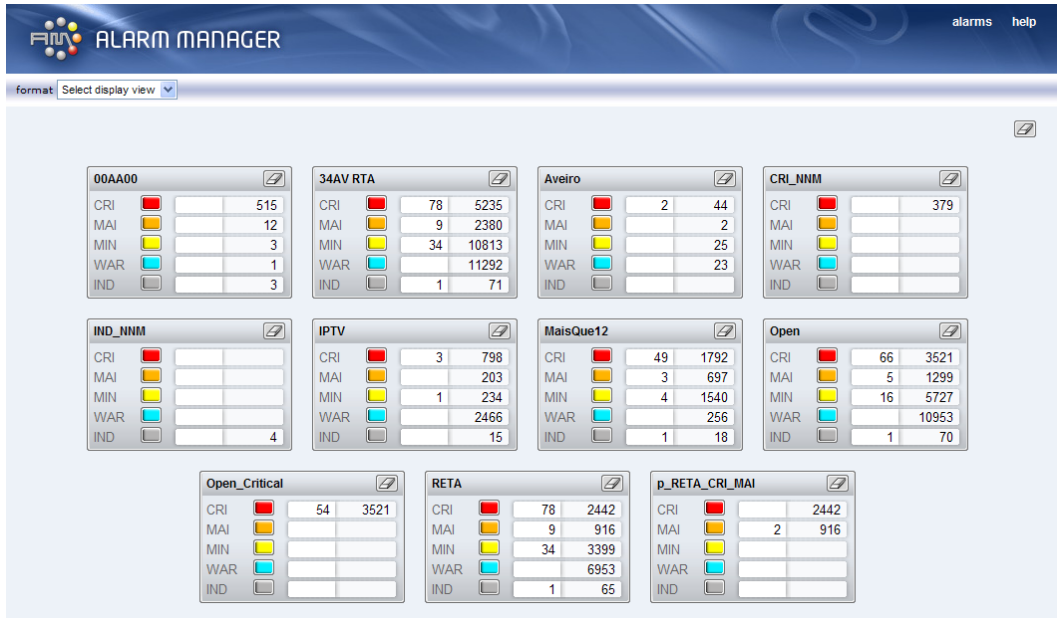 alarms help
AM ALARM MANAGER
format Select display view
00AA00
CRI 515
MAI 12
MIN 3
WAR 1
IND 3
34AV RTA
CRI 78 5235
MAI 9 2380
MIN 34 10813
WAR 11292
IND 1 71
Aveiro
CRI 2 44
MAI 2
MIN 25
WAR 23
IND
CRI_NNM
CRI 379
MAI
MIN
WAR
IND
IND_NNM
CRI
MAI
MIN
WAR
IND 4
IPTV
CRI 3 798
MAI 203
MIN 1 234
WAR 2466
IND 15
MaisQue12
CRI 49 1792
MAI 3 697
MIN 4 1540
WAR 256
IND 1 18
Open
CRI 66 3521
MAI 5 1299
MIN 16 5727
WAR 10953
IND 1 70
Open_Critical
CRI 54 3521
MAI
MIN
WAR
IND
RETA
CRI 78 2442
MAI 9 916
MIN 34 3399
WAR 6953
IND 1 65
p_RETA_CRI_MAI
CRI 2442
MAI 2 916
MIN
WAR
IND